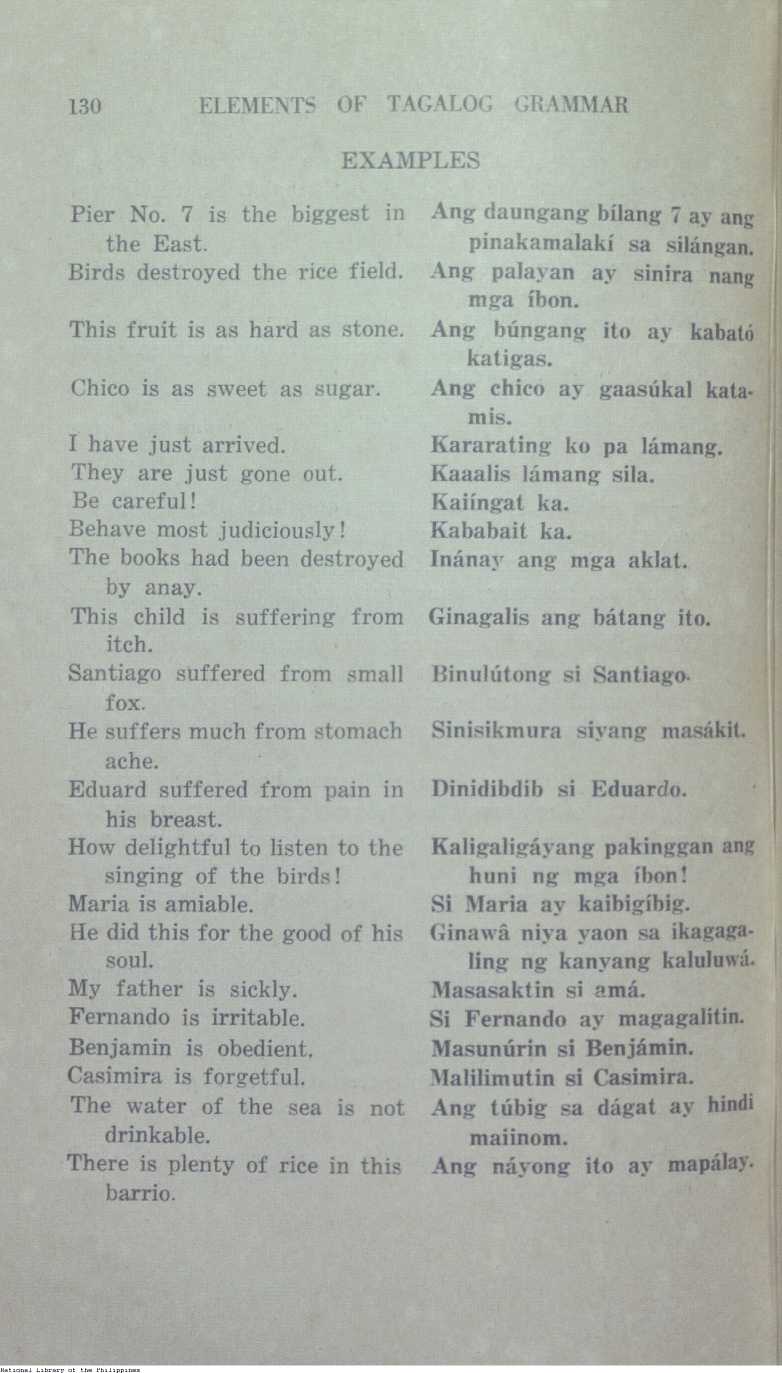 130 ELEMENTS OF TAGALOG GRAMMAR
EXAMPLES
Pier No. 7 is the biggest in
the East.
Ang daungang bílang 7 ay ang
pinakamalakí sa silángan.
Birds destroyed the rice field.
Ang palayan ay sinira nang
mga íbon.
This fruit is as hard as stone.
Ang búngang ito ay kabató
katigas.
Chico is as sweet as sugar.
Ang chico ay gaasúkal kata-
mis.
I have just arrived.
Kararating ko pa lámang.
They are just gone out.
Kaaalis lámang sila.
Be careful!
Kaiíngat ka.
Behave most judiciously!
Kababait ka.
The books had been destroyed
by anay.
Inánay ang mga aklat.
This child is suffering from
itch.
Ginagalis ang bátang ito.
Santiago suffered from small
fox.
Binulútong si Santiago.
He suffers much from stomach
ache.
Sinisikmura siyang masákit.
Eduard suffered from pain in
his breast.
Dinidibdib si Eduardo.
How delightful to listen to the
singing of the birds!
Kaligaligáyang pakinggan ang
huni ng mga íbon!
Maria is amiable.
Si Maria ay kaibigíbig.
He did this for the good of his
soul.
Ginawâ niya yaon sa ikagaga-
ling ng kanyang kaluluwá.
My father is sickly.
Masasaktin si amá.
Fernando is irritable.
Si Fernando ay magagalitin.
Benjamin is obedient.
Masunúrin si Benjámin.
Casimira is forgetful.
Malilimutin si Casimira.
The water of the sea is not
drinkable.
Ang túbig sa dágat ay hindi
maiinom.
There is plenty of rice in this
barrio.
Ang náyong ito ay mapálay.
National Library of the Philippines